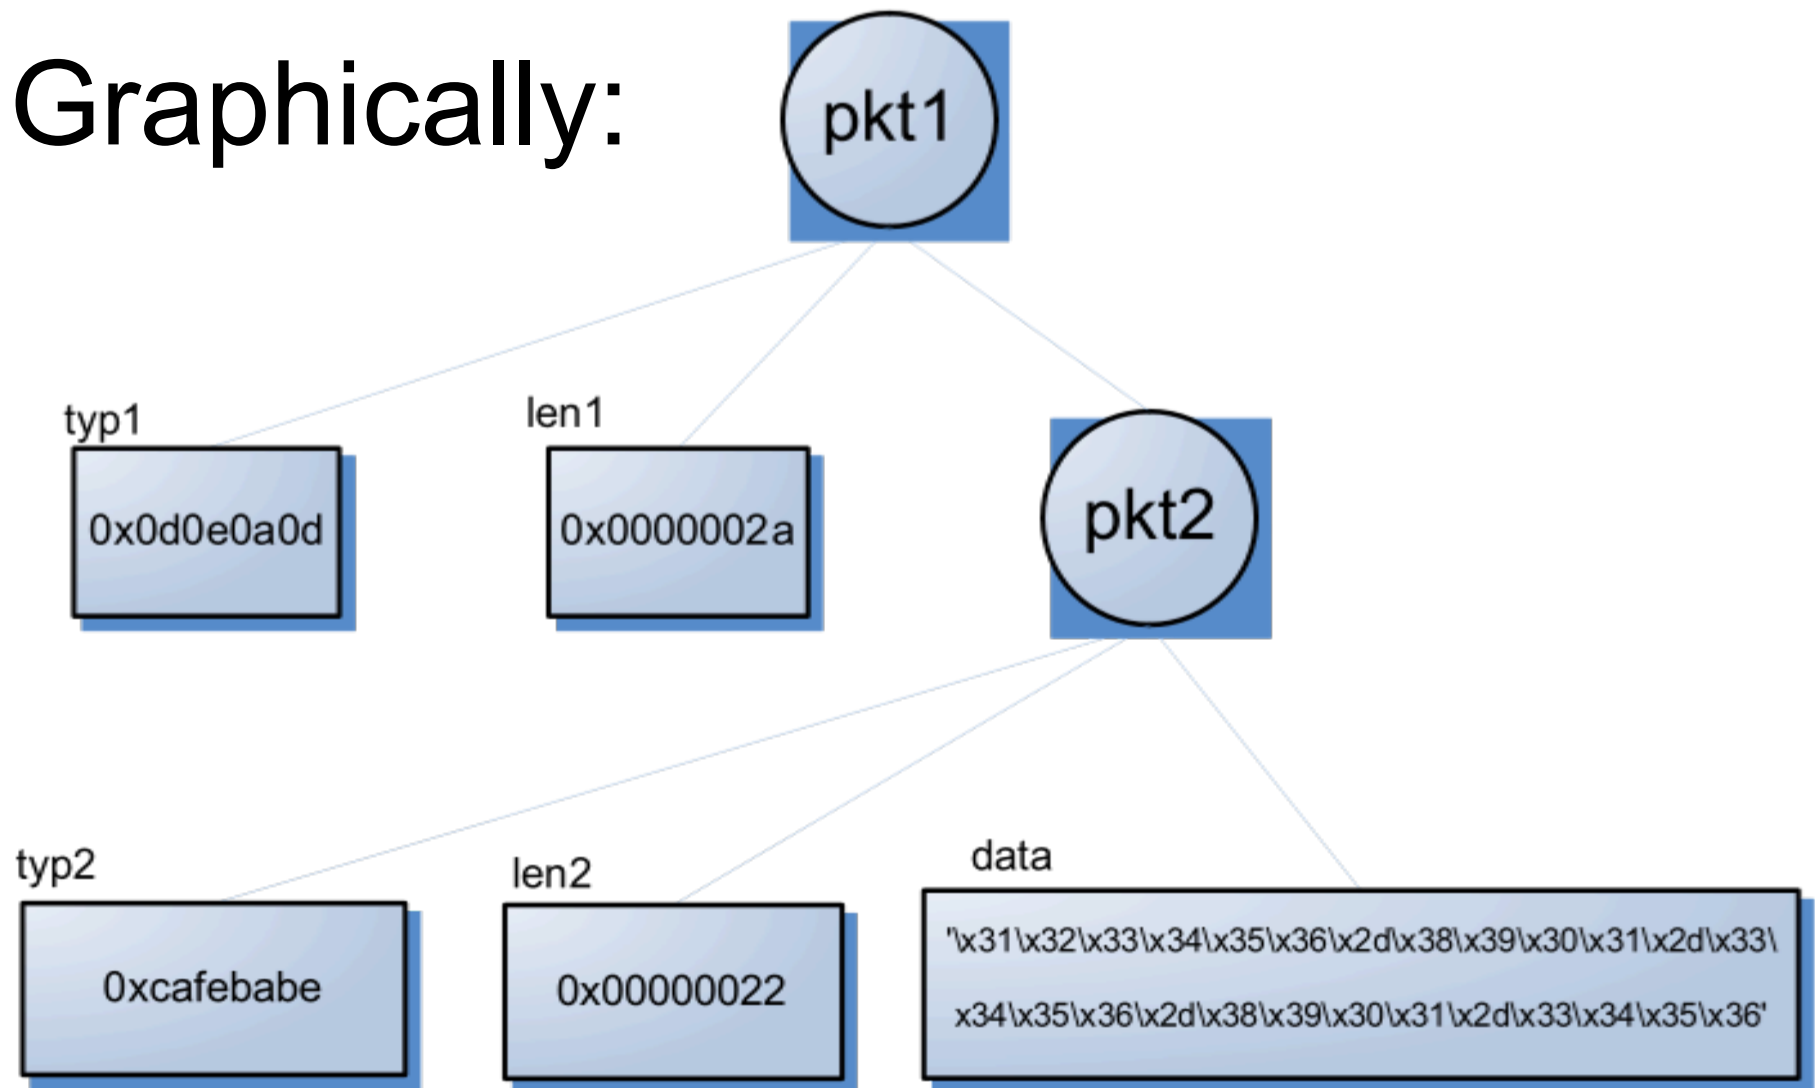 Graphically:
pkt1
typ1
len1
0x0d0e0a0d
0x0000002a
pkt2
typ2
len2
data
0xcafebabe
0x00000022
'\x31\x32\x33\x34\x35\x36\x2d\x38\x39\x30\x31\x2d\x33\
x34\x35\x36\x2d\x38\x39\x30\x31\x2d\x33\x34\x35\x36'